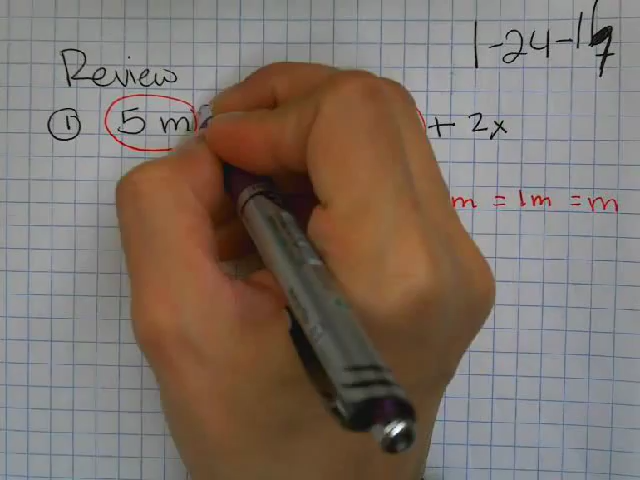 1-24-17
Review
① 5 m + 2x
m = 1m = m